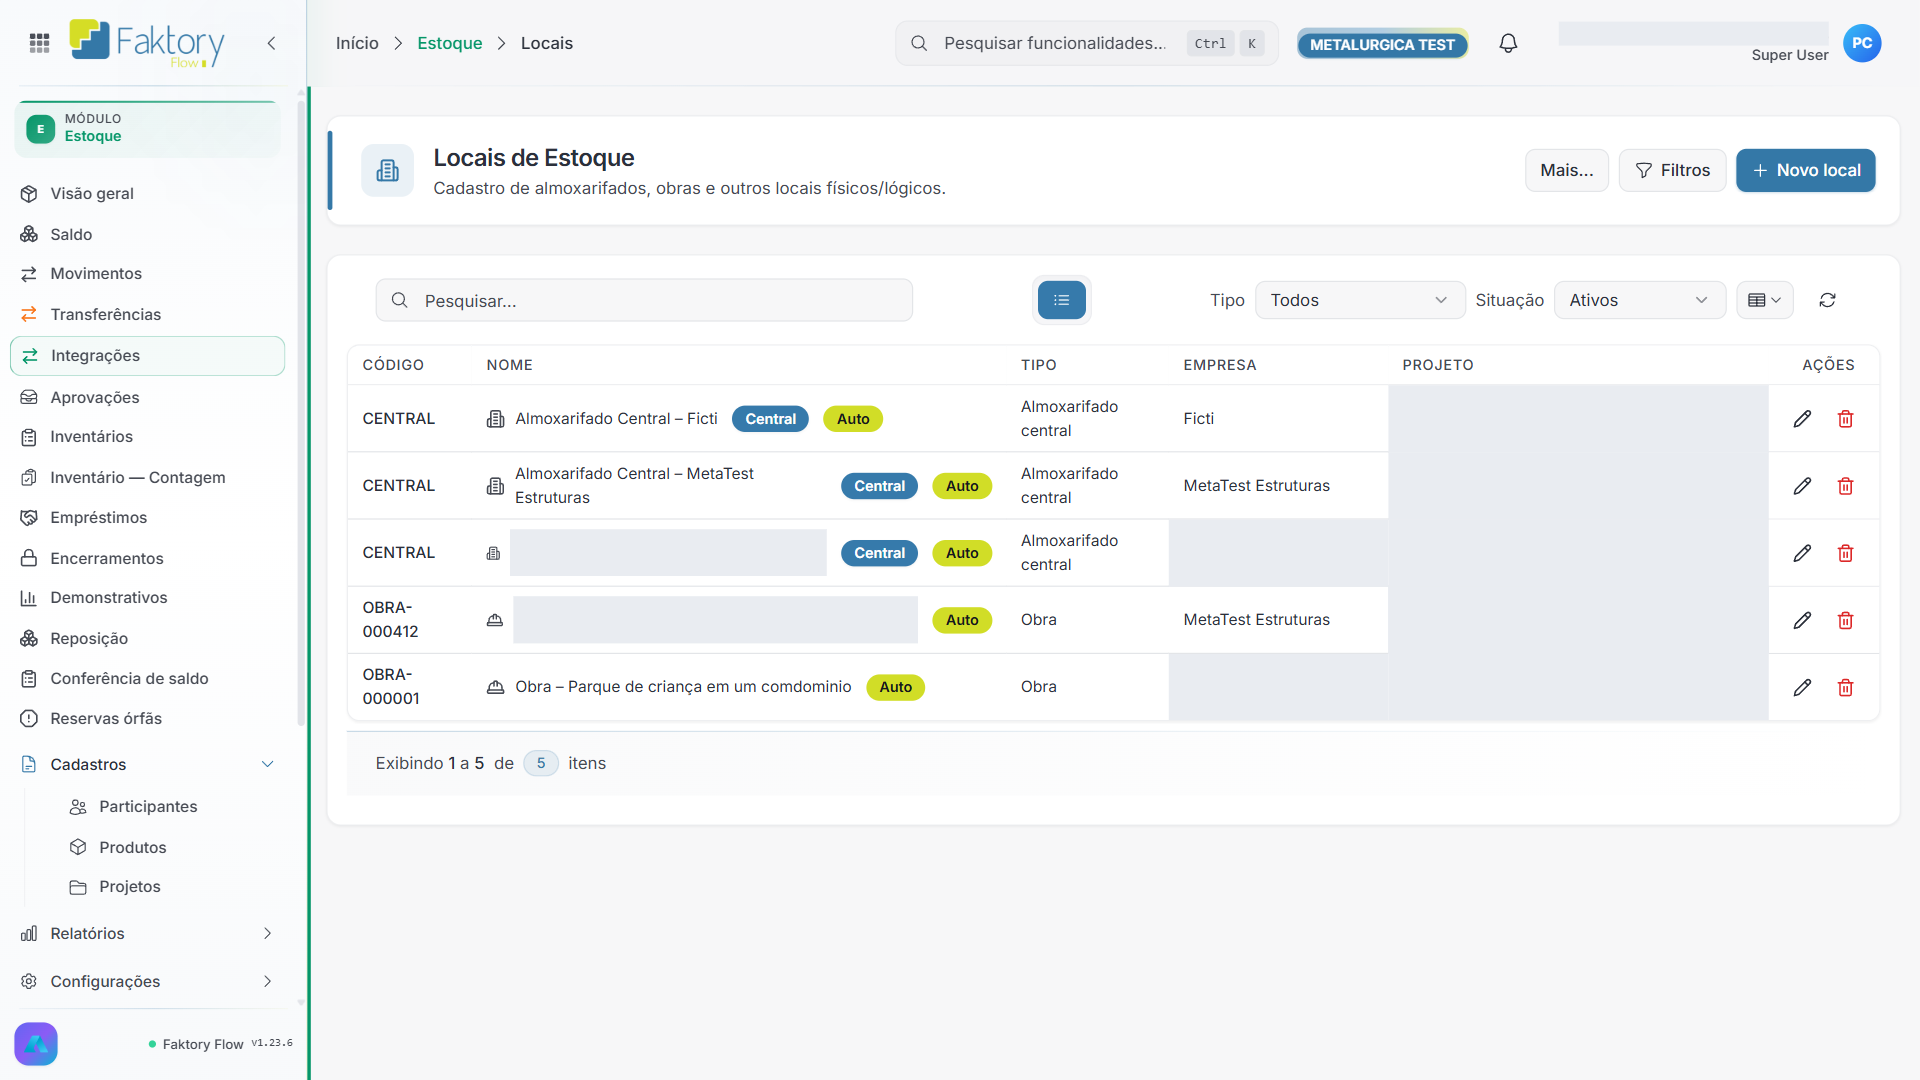 Faktory
Flow
Início > Estoque > Locais
Pesquisar funcionalidades... Ctrl K
METALURGICA TEST
Super User
PC
E
MÓDULO
Estoque
Visão geral
Saldo
Movimentos
Transferências
Integrações
Aprovações
Inventários
Inventário — Contagem
Empréstimos
Encerramentos
Demonstrativos
Reposição
Conferência de saldo
Reservas órfãs
Cadastros
Participantes
Produtos
Projetos
Relatórios
Configurações
Faktory Flow v1.23.6
Locais de Estoque
Cadastro de almoxarifados, obras e outros locais físicos/lógicos.
Mais...
Filtros
Novo local
Pesquisar...
Tipo Todos
Situação Ativos
CÓDIGO NOME TIPO EMPRESA PROJETO AÇÕES
CENTRAL Almoxarifado Central – Ficti Central Auto Almoxarifado central Ficti
CENTRAL Almoxarifado Central – MetaTest Estruturas Central Auto Almoxarifado central MetaTest Estruturas
CENTRAL Central Auto Almoxarifado central
OBRA-000412 Auto Obra MetaTest Estruturas
OBRA-000001 Obra – Parque de criança em um comdominio Auto Obra
Exibindo 1 a 5 de 5 itens